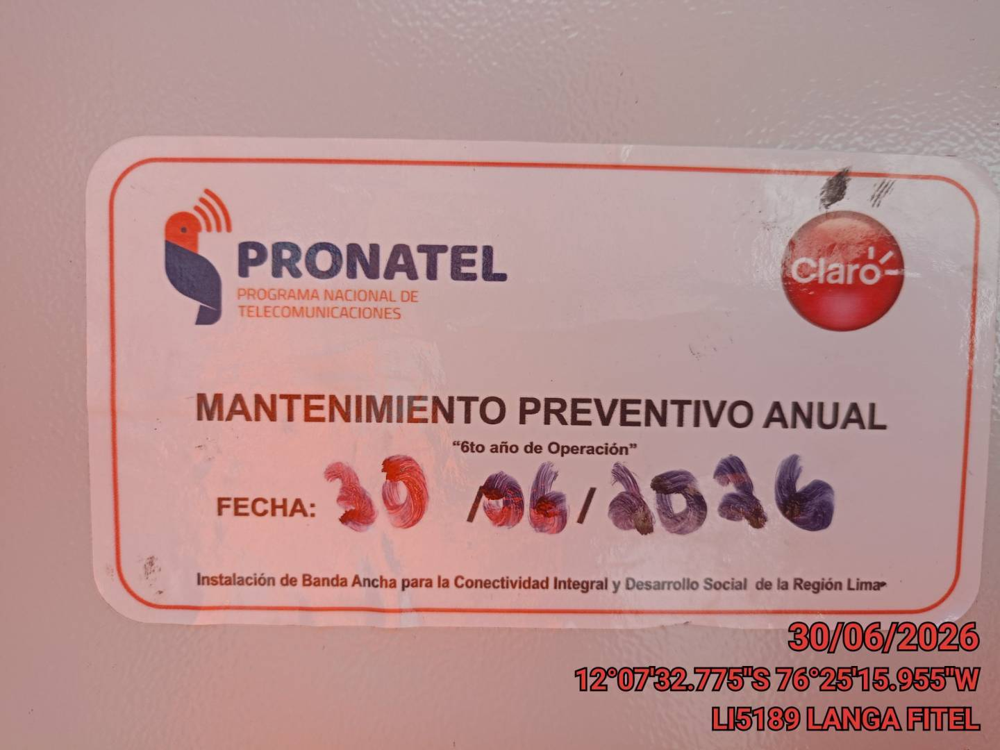 PRONATEL
PROGRAMA NACIONAL DE
TELECOMUNICACIONES
Claro
MANTENIMIENTO PREVENTIVO ANUAL
“6to año de Operación”
FECHA: 30 /06/2026
Instalación de Banda Ancha para la Conectividad Integral y Desarrollo Social de la Región Lima
30/06/2026
12°07'32.775"S 76°25'15.955"W
LI5189 LANGA FITEL